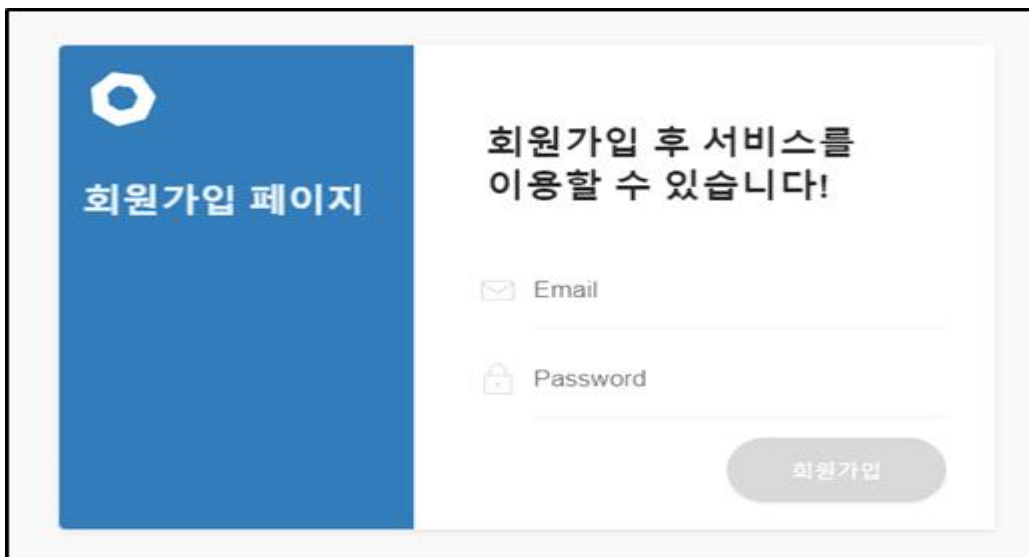 회원가입 페이지
회원가입 후 서비스를
이용할 수 있습니다!
Email
Password
회원가입